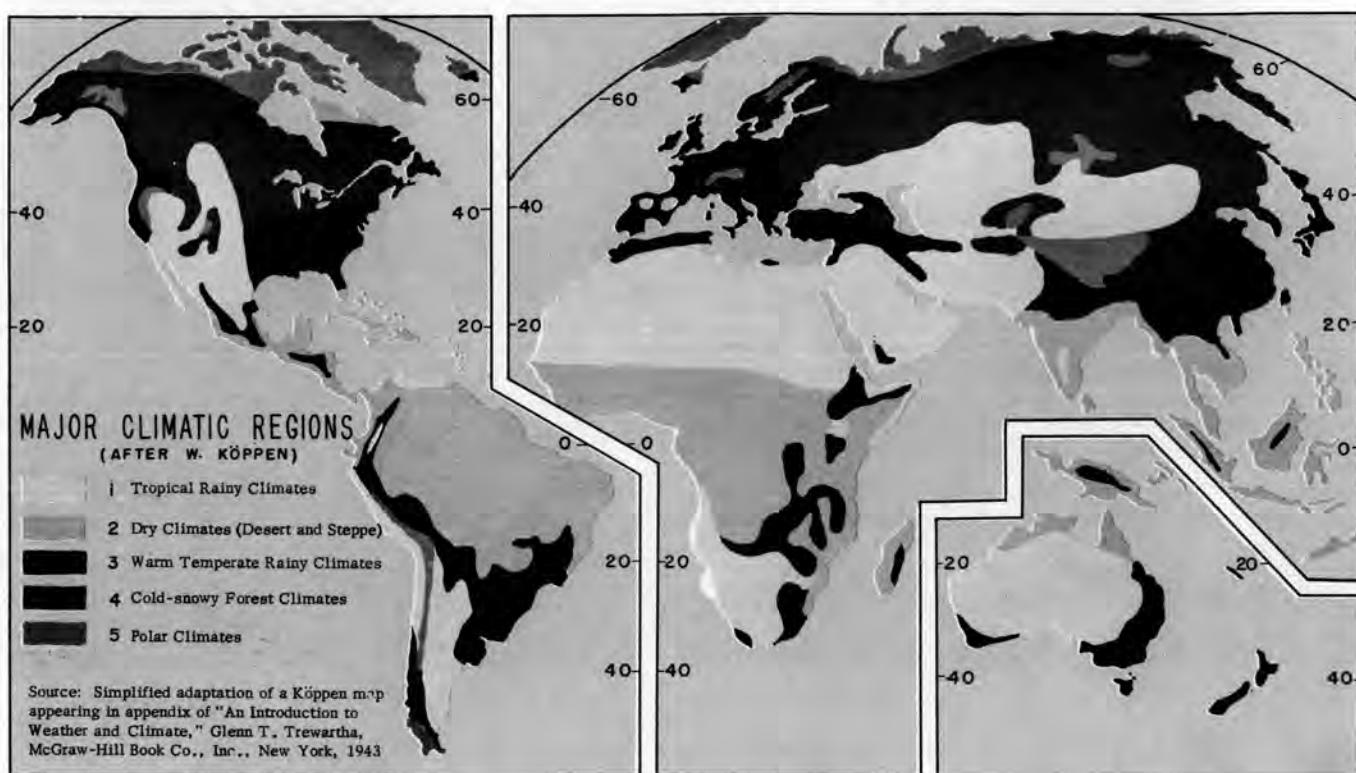 60
60
60
60
40
40
40
40
20
20
20
20
MAJOR CLIMATIC REGIONS
(AFTER W. KÖPPEN)
1 Tropical Rainy Climates
2 Dry Climates (Desert and Steppe)
3 Warm Temperate Rainy Climates
4 Cold-snowy Forest Climates
5 Polar Climates
0
0
0
20
20
20
20
40
40
40
40
Source: Simplified adaptation of a Köppen map
appearing in appendix of "An Introduction to
Weather and Climate," Glenn T. Trewartha,
McGraw-Hill Book Co., Inc., New York, 1943